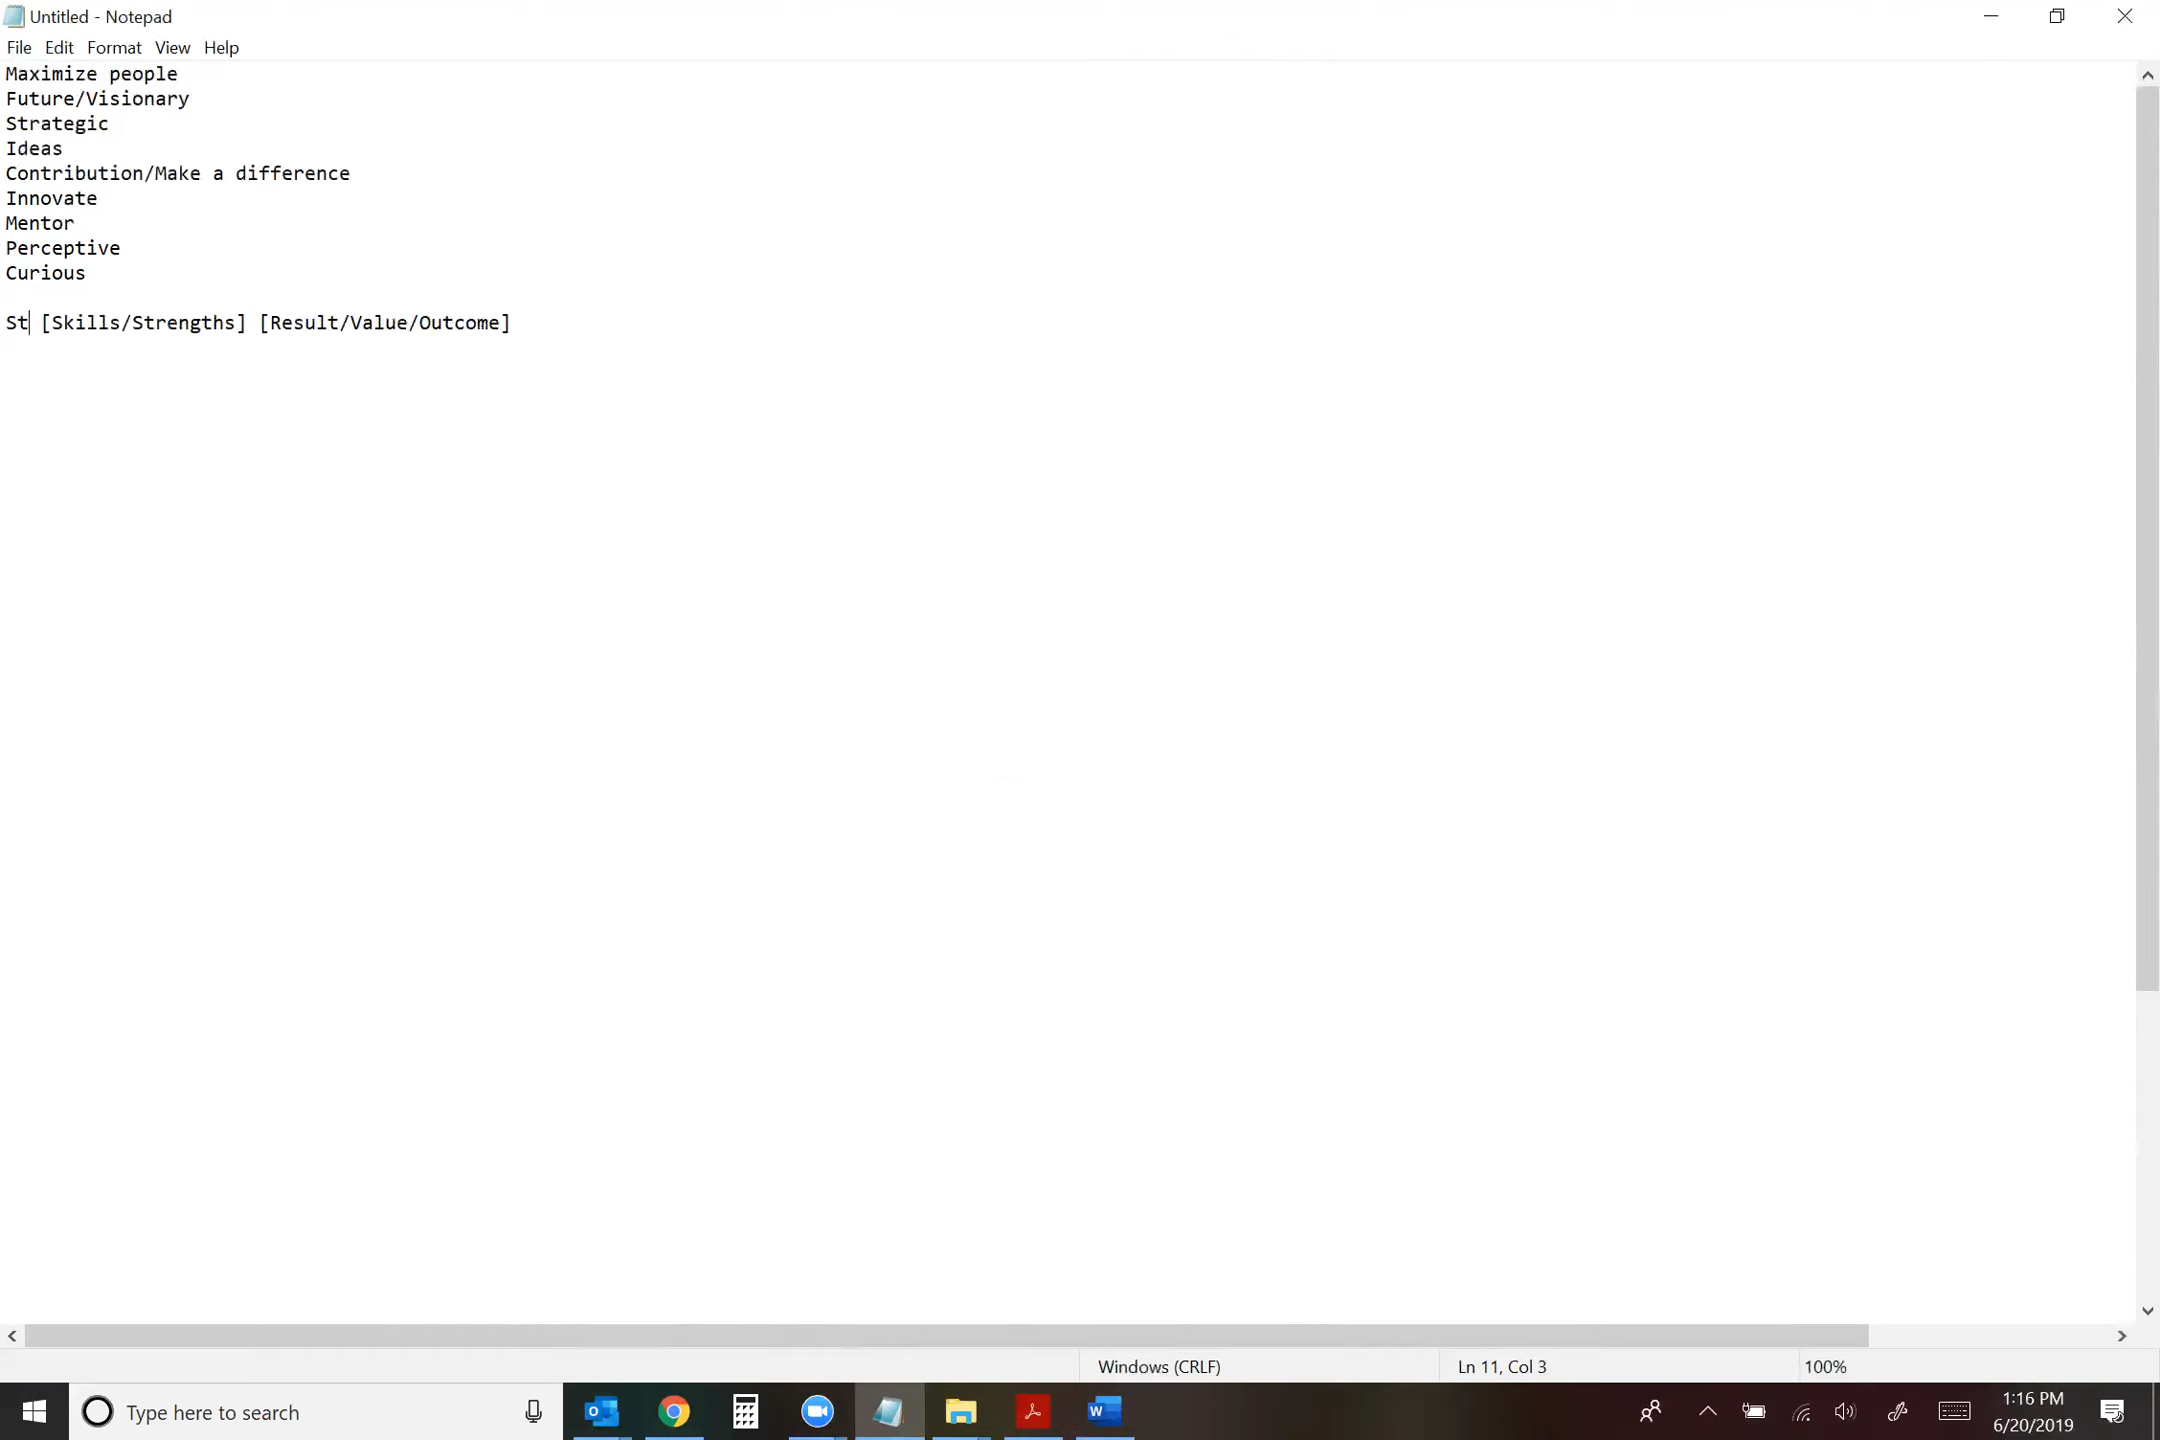 Untitled - Notepad
File Edit Format View Help
Maximize people
Future/Visionary
Strategic
Ideas
Contribution/Make a difference
Innovate
Mentor
Perceptive
Curious
St [Skills/Strengths] [Result/Value/Outcome]
Windows (CRLF) Ln 11, Col 3 100%
Type here to search
1:16 PM
6/20/2019